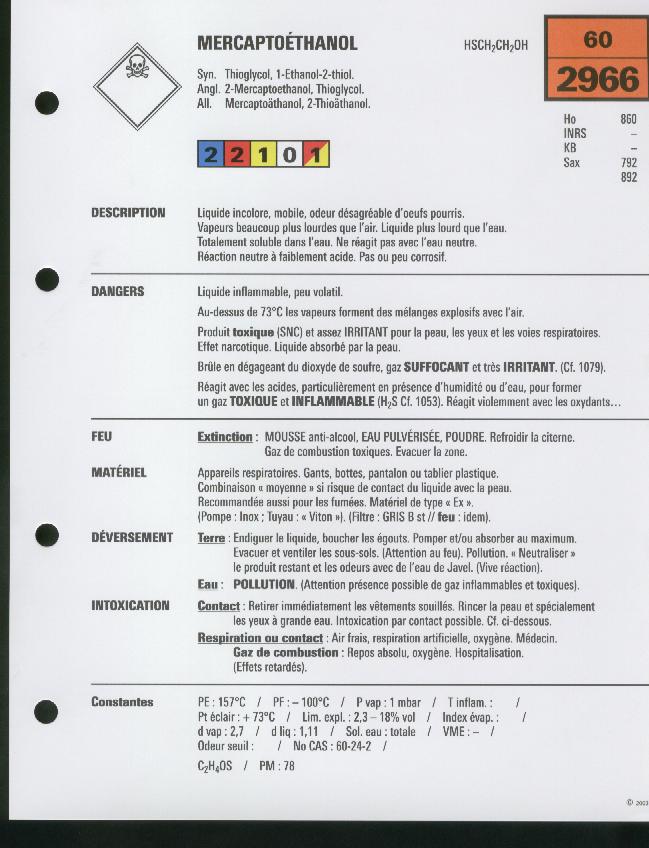 MERCAPTOÉTHANOL
HSCH₂CH₂OH
60
2966
Syn. Thioglycol, 1-Ethanol-2-thiol.
Angl. 2-Mercaptoethanol, Thioglycol.
All. Mercaptoäthanol, 2-Thioäthanol.
Ho 860
INRS –
KB –
Sax 792
892
2 2 1 0 1
DESCRIPTION
Liquide incolore, mobile, odeur désagréable d'oeufs pourris.
Vapeurs beaucoup plus lourdes que l'air. Liquide plus lourd que l'eau.
Totalement soluble dans l'eau. Ne réagit pas avec l'eau neutre.
Réaction neutre à faiblement acide. Pas ou peu corrosif.
DANGERS
Liquide inflammable, peu volatil.
Au-dessus de 73°C les vapeurs forment des mélanges explosifs avec l'air.
Produit toxique (SNC) et assez IRRITANT pour la peau, les yeux et les voies respiratoires.
Effet narcotique. Liquide absorbé par la peau.
Brûle en dégageant du dioxyde de soufre, gaz SUFFOCANT et très IRRITANT. (Cf. 1079).
Réagit avec les acides, particulièrement en présence d'humidité ou d'eau, pour former
un gaz TOXIQUE et INFLAMMABLE (H₂S Cf. 1053). Réagit violemment avec les oxydants...
FEU
Extinction : MOUSSE anti-alcool, EAU PULVÉRISÉE, POUDRE. Refroidir la citerne.
Gaz de combustion toxiques. Evacuer la zone.
MATÉRIEL
Appareils respiratoires. Gants, bottes, pantalon ou tablier plastique.
Combinaison « moyenne » si risque de contact du liquide avec la peau.
Recommandée aussi pour les fumées. Matériel de type « Ex ».
(Pompe : Inox ; Tuyau : « Viton »). (Filtre : GRIS B st // feu : idem).
DÉVERSEMENT
Terre : Endiguer le liquide, boucher les égouts. Pomper et/ou absorber au maximum.
Evacuer et ventiler les sous-sols. (Attention au feu). Pollution. « Neutraliser »
le produit restant et les odeurs avec de l'eau de Javel. (Vive réaction).
Eau : POLLUTION. (Attention présence possible de gaz inflammables et toxiques).
INTOXICATION
Contact : Retirer immédiatement les vêtements souillés. Rincer la peau et spécialement
les yeux à grande eau. Intoxication par contact possible. Cf. ci-dessous.
Respiration ou contact : Air frais, respiration artificielle, oxygène. Médecin.
Gaz de combustion : Repos absolu, oxygène. Hospitalisation.
(Effets retardés).
Constantes
PE : 157°C / PF : – 100°C / P vap : 1 mbar / T inflam. : /
Pt éclair : + 73°C / Lim. expl. : 2,3 – 18% vol / Index évap. : /
d vap : 2,7 / d liq : 1,11 / Sol. eau : totale / VME : – /
Odeur seuil : / No CAS : 60-24-2 /
C₂H₆OS / PM : 78
© 2003